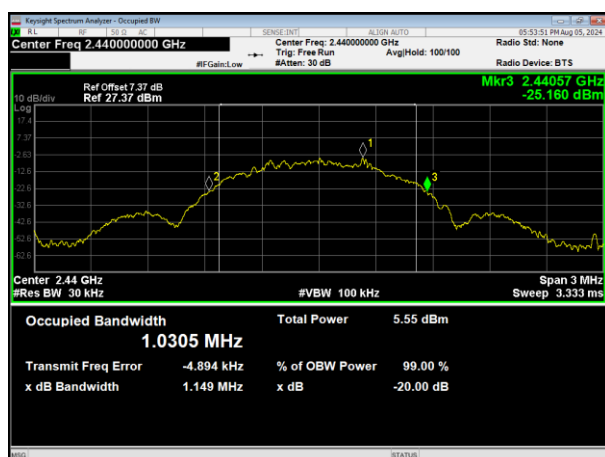 Keysight Spectrum Analyzer - Occupied BW
RL RF 50 Ω AC SENSE:INT ALIGN AUTO 05:53:51 PM Aug 05, 2024
Center Freq 2.440000000 GHz Center Freq: 2.440000000 GHz Radio Std: None
Trig: Free Run Avg|Hold: 100/100
#IFGain:Low #Atten: 30 dB Radio Device: BTS
Mkr3 2.44057 GHz
Ref Offset 7.37 dB
-25.160 dBm
10 dB/div Ref 27.37 dBm
Log
17.4
7.37
1
-2.63
-12.6
2 3
-22.6
-32.6
-42.6
-52.6
-62.6
Center 2.44 GHz Span 3 MHz
#Res BW 30 kHz #VBW 100 kHz Sweep 3.333 ms
Occupied Bandwidth Total Power 5.55 dBm
1.0305 MHz
Transmit Freq Error -4.894 kHz % of OBW Power 99.00 %
x dB Bandwidth 1.149 MHz x dB -20.00 dB
MSG STATUS